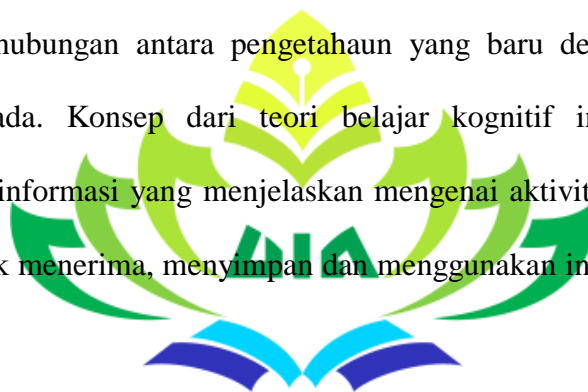 hubungan antara pengetahaun yang baru de
ada. Konsep dari teori belajar kognitif i
informasi yang menjelaskan mengenai aktivit
k menerima, menyimpan dan menggunakan in